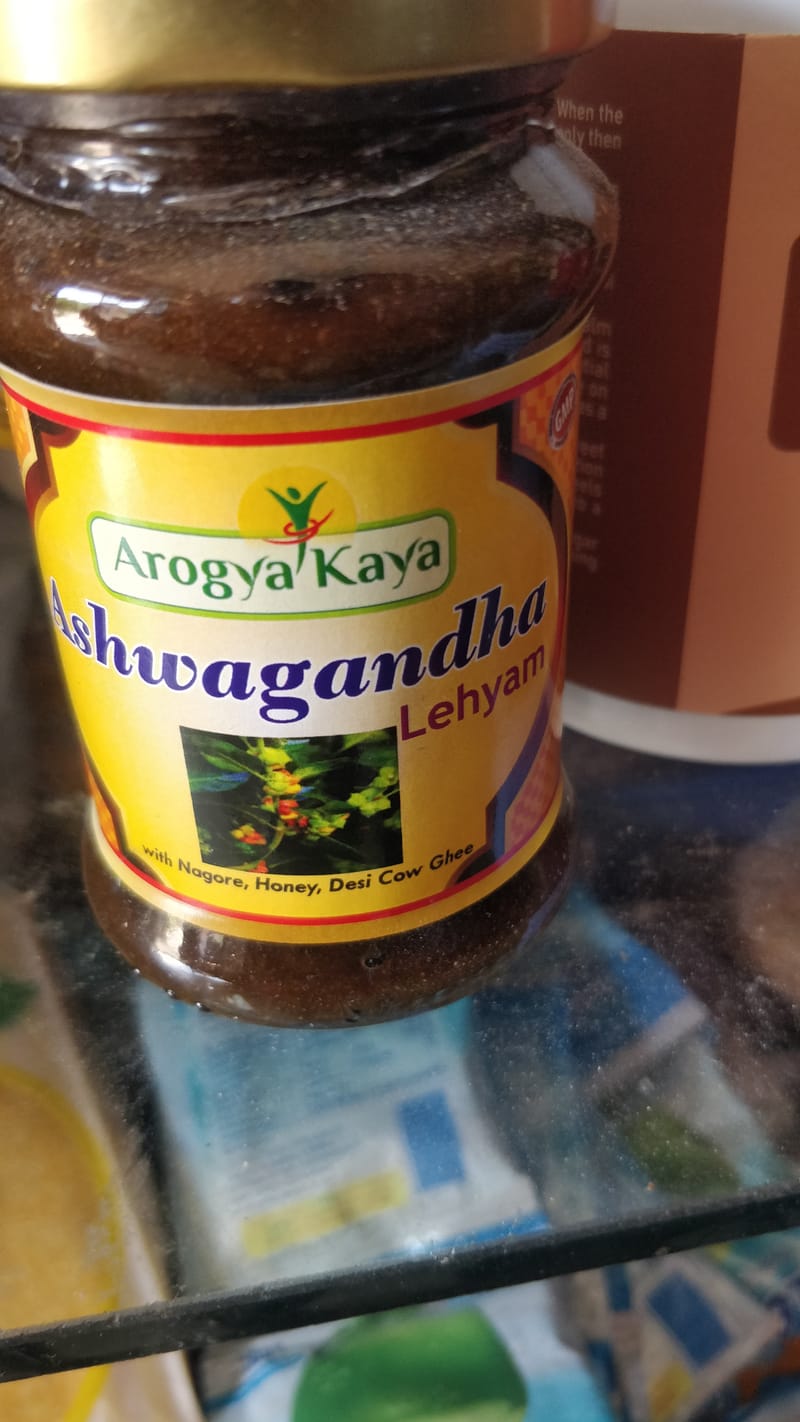 When the
only then
GMP
Arogya Kaya
Ashwagandha
Lehyam
with Nagore, Honey, Desi Cow Ghee